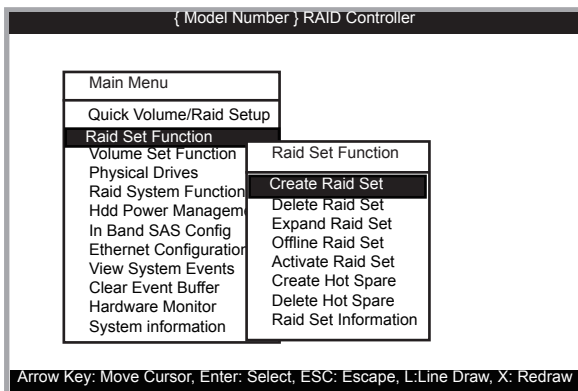 { Model Number } RAID Controller
Main Menu
Quick Volume/Raid Setup
Raid Set Function
Volume Set Function
Physical Drives
Raid System Function
Hdd Power Managem
In Band SAS Config
Ethernet Configuration
View System Events
Clear Event Buffer
Hardware Monitor
System information
Raid Set Function
Create Raid Set
Delete Raid Set
Expand Raid Set
Offline Raid Set
Activate Raid Set
Create Hot Spare
Delete Hot Spare
Raid Set Information
Arrow Key: Move Cursor, Enter: Select, ESC: Escape, L:Line Draw, X: Redraw